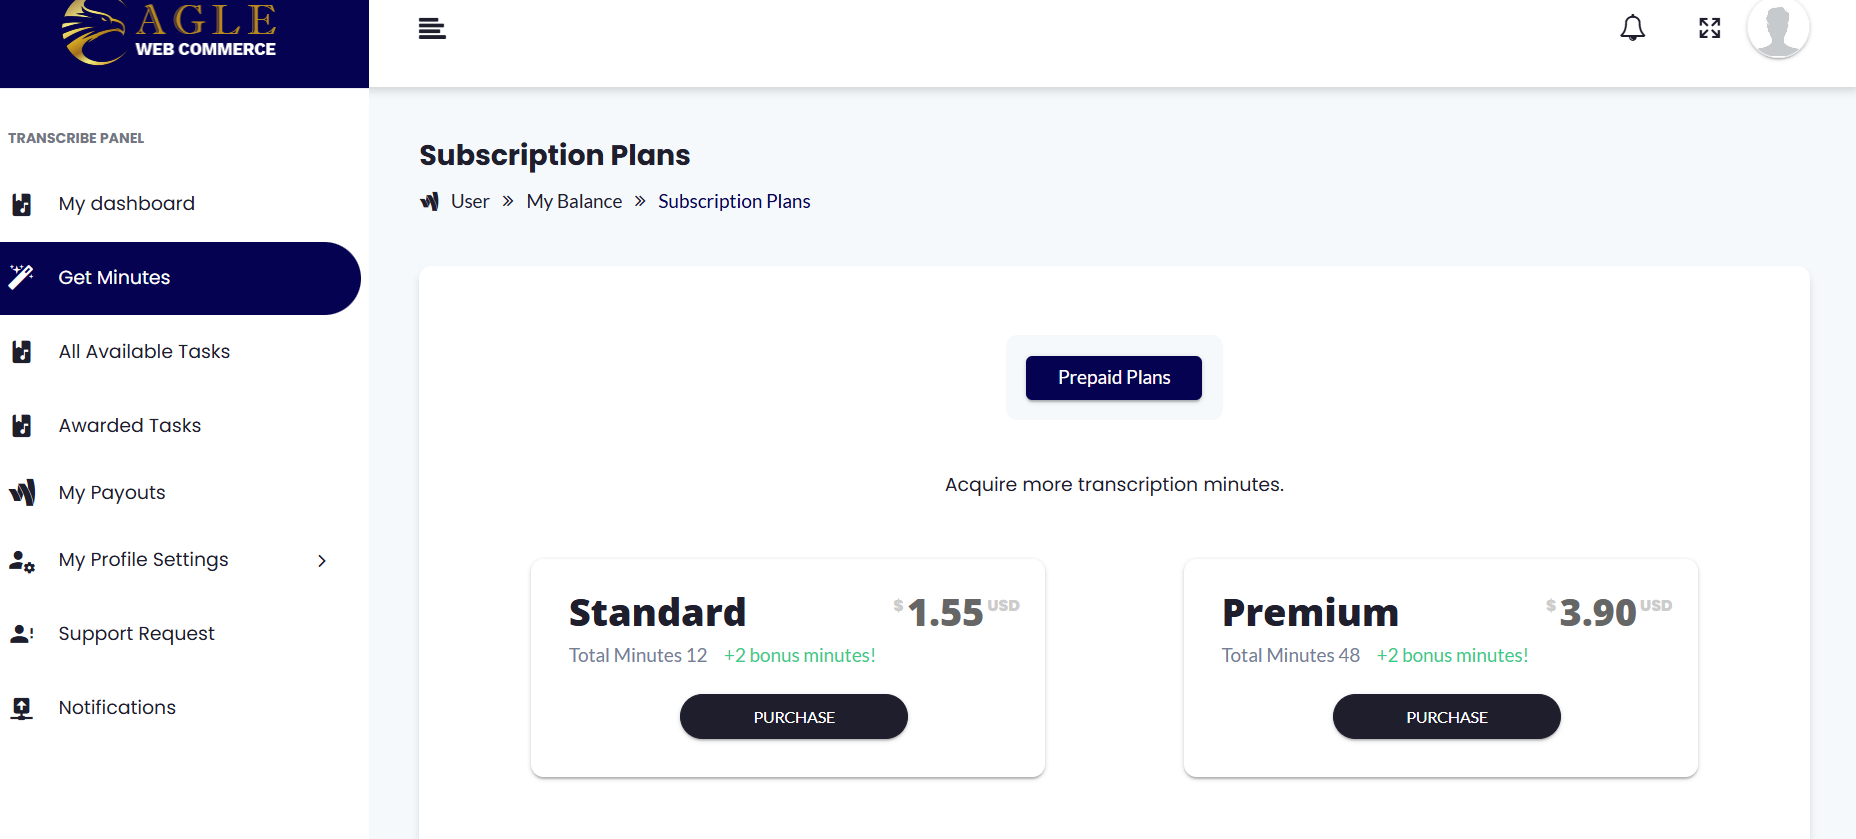 AGLE
WEB COMMERCE
TRANSCRIBE PANEL
My dashboard
Get Minutes
All Available Tasks
Awarded Tasks
My Payouts
My Profile Settings
Support Request
Notifications
Subscription Plans
User » My Balance » Subscription Plans
Prepaid Plans
Acquire more transcription minutes.
Standard $ 1.55 USD
Total Minutes 12 +2 bonus minutes!
PURCHASE
Premium $ 3.90 USD
Total Minutes 48 +2 bonus minutes!
PURCHASE